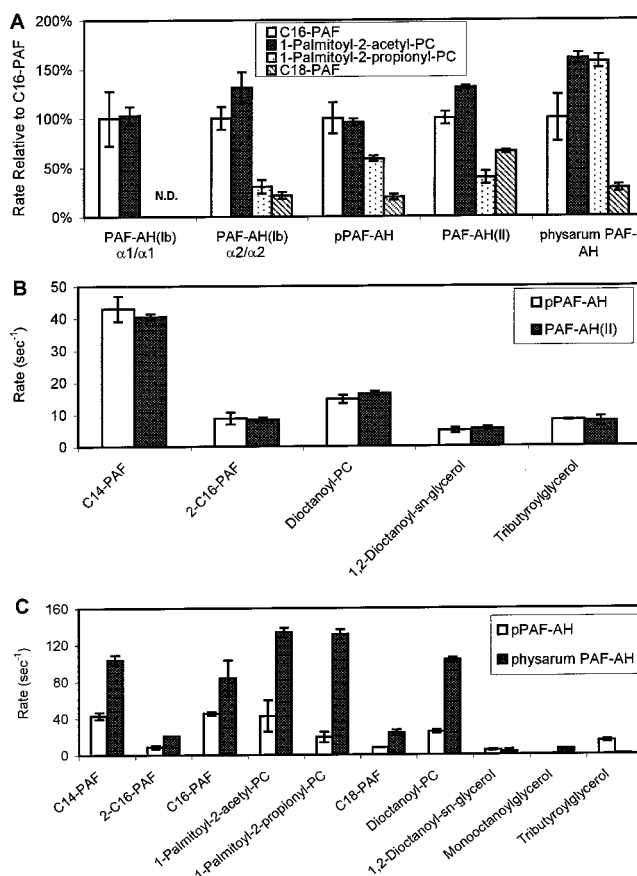 A
Rate Relative to C16-PAF
200%
150%
100%
50%
0%
C16-PAF
1-Palmitoyl-2-acetyl-PC
1-Palmitoyl-2-propionyl-PC
C18-PAF
N.D.
PAF-AH(Ib) α1/α1
PAF-AH(Ib) α2/α2
pPAF-AH
PAF-AH(II)
physarum PAF-AH
B
Rate (sec-1)
50
40
30
20
10
0
pPAF-AH
PAF-AH(II)
C14-PAF
2-C16-PAF
Dioctanoyl-PC
1,2-Dioctanoyl-sn-glycerol
Tributyroylglycerol
C
Rate (sec-1)
160
120
80
40
0
pPAF-AH
physarum PAF-AH
C14-PAF
2-C16-PAF
C16-PAF
1-Palmitoyl-2-acetyl-PC
1-Palmitoyl-2-propionyl-PC
C18-PAF
Dioctanoyl-PC
1,2-Dioctanoyl-sn-glycerol
Monooctanoylglycerol
Tributyroylglycerol